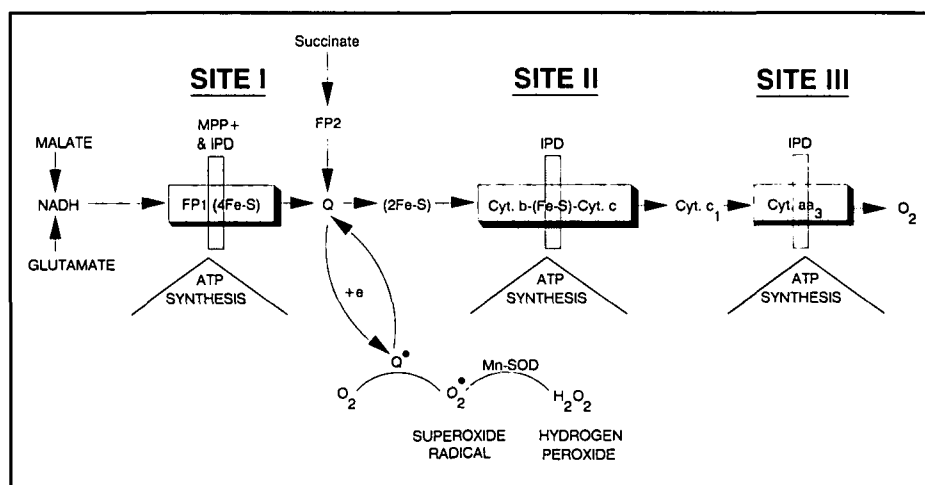 Succinate
SITE I
SITE II
SITE III
MPP+
& IPD
FP2
IPD
IPD
MALATE
NADH
FP1 (4Fe-S)
Q
(2Fe-S)
Cyt. b-(Fe-S)-Cyt. c
Cyt. c1
Cyt. aa3
O2
GLUTAMATE
ATP
SYNTHESIS
+e
ATP
SYNTHESIS
ATP
SYNTHESIS
Q•
Mn-SOD
O2
O2•
H2O2
SUPEROXIDE
RADICAL
HYDROGEN
PEROXIDE